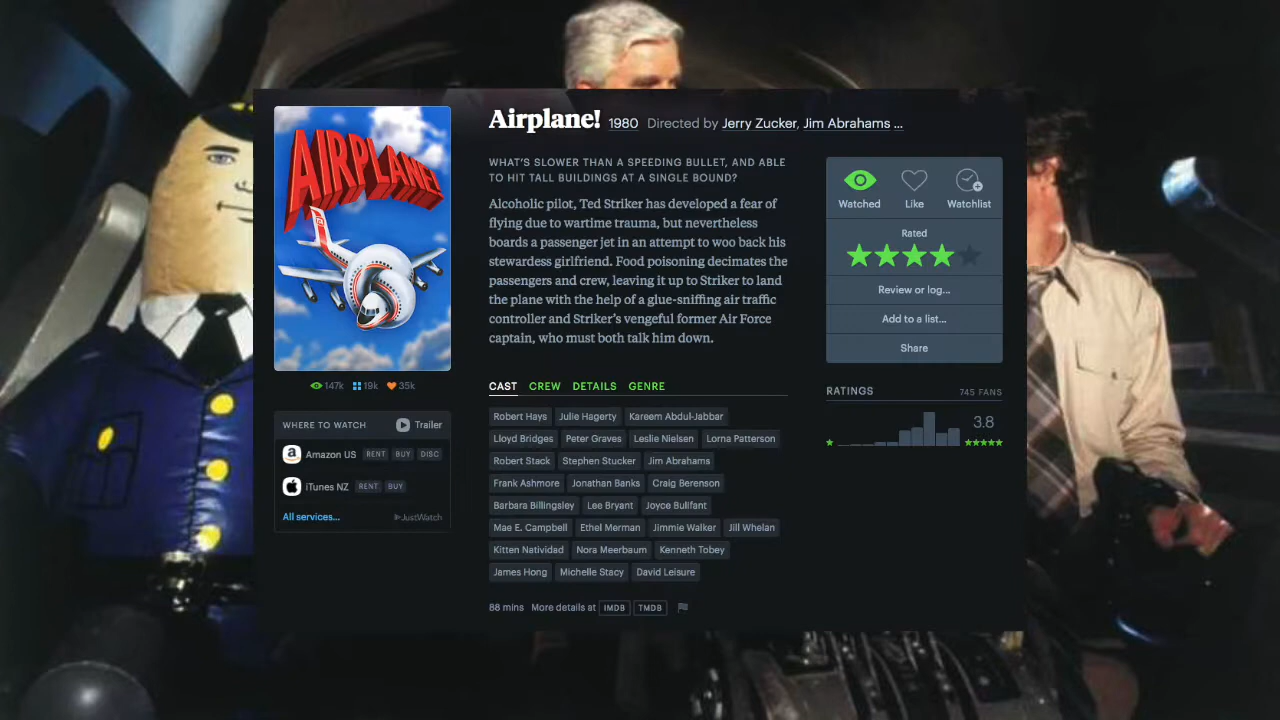 Airplane! 1980 Directed by Jerry Zucker, Jim Abrahams ...
AIRPLANE!
WHAT'S SLOWER THAN A SPEEDING BULLET, AND ABLE
TO HIT TALL BUILDINGS AT A SINGLE BOUND?
Alcoholic pilot, Ted Striker has developed a fear of
flying due to wartime trauma, but nevertheless
boards a passenger jet in an attempt to woo back his
stewardess girlfriend. Food poisoning decimates the
passengers and crew, leaving it up to Striker to land
the plane with the help of a glue-sniffing air traffic
controller and Striker's vengeful former Air Force
captain, who must both talk him down.
Watched Like Watchlist
Rated
Review or log...
Add to a list...
Share
147k 19k 35k
WHERE TO WATCH Trailer
Amazon US RENT BUY DISC
iTunes NZ RENT BUY
All services... JustWatch
CAST CREW DETAILS GENRE
Robert Hays Julie Hagerty Kareem Abdul-Jabbar
Lloyd Bridges Peter Graves Leslie Nielsen Lorna Patterson
Robert Stack Stephen Stucker Jim Abrahams
Frank Ashmore Jonathan Banks Craig Berenson
Barbara Billingsley Lee Bryant Joyce Bulifant
Mae E. Campbell Ethel Merman Jimmie Walker Jill Whelan
Kitten Natividad Nora Meerbaum Kenneth Tobey
James Hong Michelle Stacy David Leisure
88 mins More details at IMDB TMDB
RATINGS 745 FANS
3.8